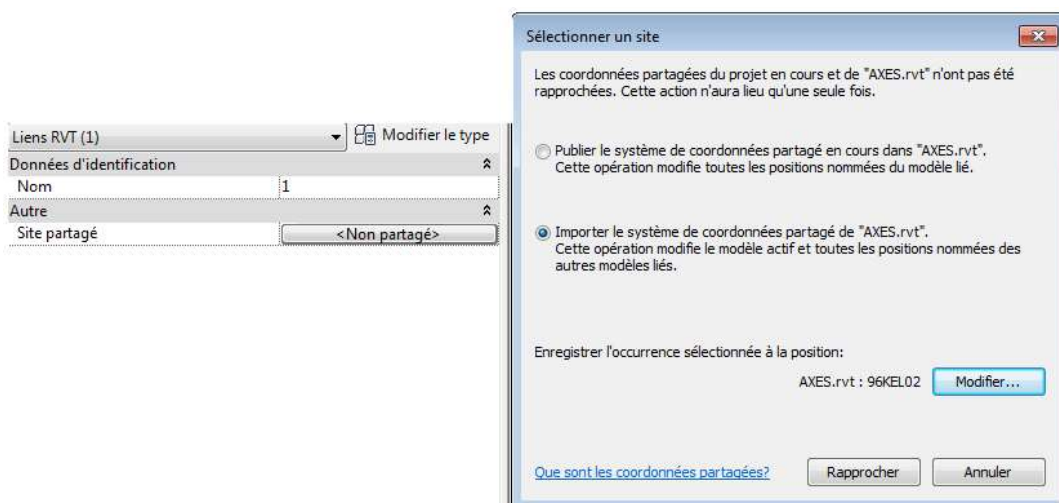 Liens RVT (1)
Modifier le type
Données d'identification
Nom
1
Autre
Site partagé
<Non partagé>
Sélectionner un site
Les coordonnées partagées du projet en cours et de "AXES.rvt" n'ont pas été
rapprochées. Cette action n'aura lieu qu'une seule fois.
Publier le système de coordonnées partagé en cours dans "AXES.rvt".
Cette opération modifie toutes les positions nommées du modèle lié.
Importer le système de coordonnées partagé de "AXES.rvt".
Cette opération modifie le modèle actif et toutes les positions nommées des
autres modèles liés.
Enregistrer l'occurrence sélectionnée à la position:
AXES.rvt : 96KEL02
Modifier...
Que sont les coordonnées partagées?
Rapprocher
Annuler